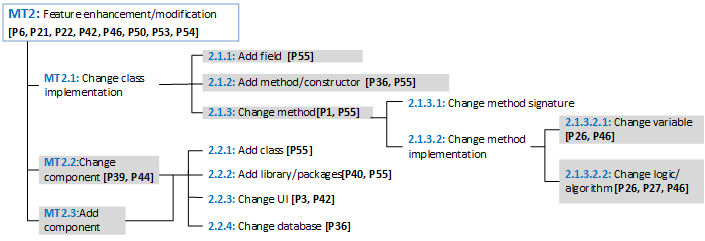 MT2: Feature enhancement/modification
[P6, P21, P22, P42, P46, P50, P53, P54]
MT2.1: Change class
implementation
2.1.1: Add field [P55]
2.1.2: Add method/constructor [P36, P55]
2.1.3: Change method[P1, P55]
2.1.3.1: Change method signature
2.1.3.2: Change method
implementation
2.1.3.2.1: Change variable
[P26, P46]
2.1.3.2.2: Change logic/
algorithm [P26, P27, P46]
MT2.2:Change
component [P39, P44]
MT2.3:Add
component
2.2.1: Add class [P55]
2.2.2: Add library/packages[P40, P55]
2.2.3: Change UI [P3, P42]
2.2.4: Change database [P36]